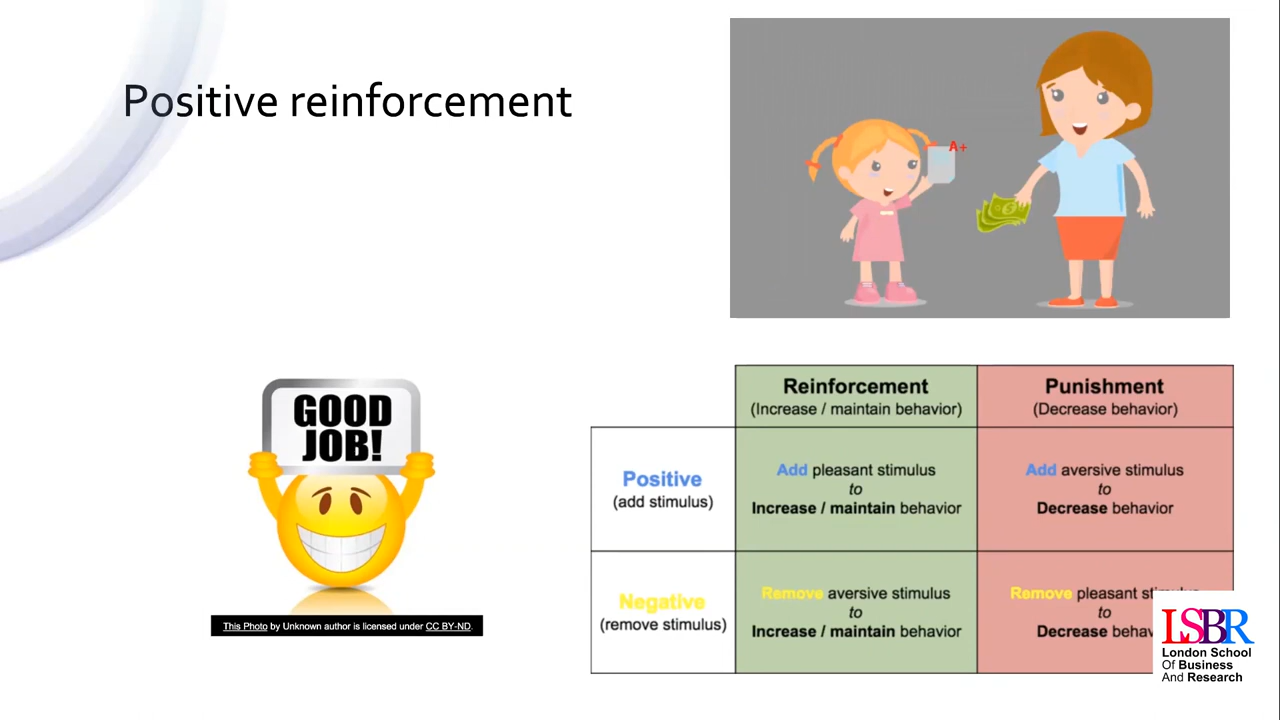 Positive reinforcement
A+
GOOD
JOB!
This Photo by Unknown author is licensed under CC BY-ND.
Reinforcement
(Increase / maintain behavior)
Punishment
(Decrease behavior)
Positive
(add stimulus)
Add pleasant stimulus
to
Increase / maintain behavior
Add aversive stimulus
to
Decrease behavior
Negative
(remove stimulus)
Remove aversive stimulus
to
Increase / maintain behavior
Remove pleasant
to
Decrease
LSBR
London School
Of Business
And Research